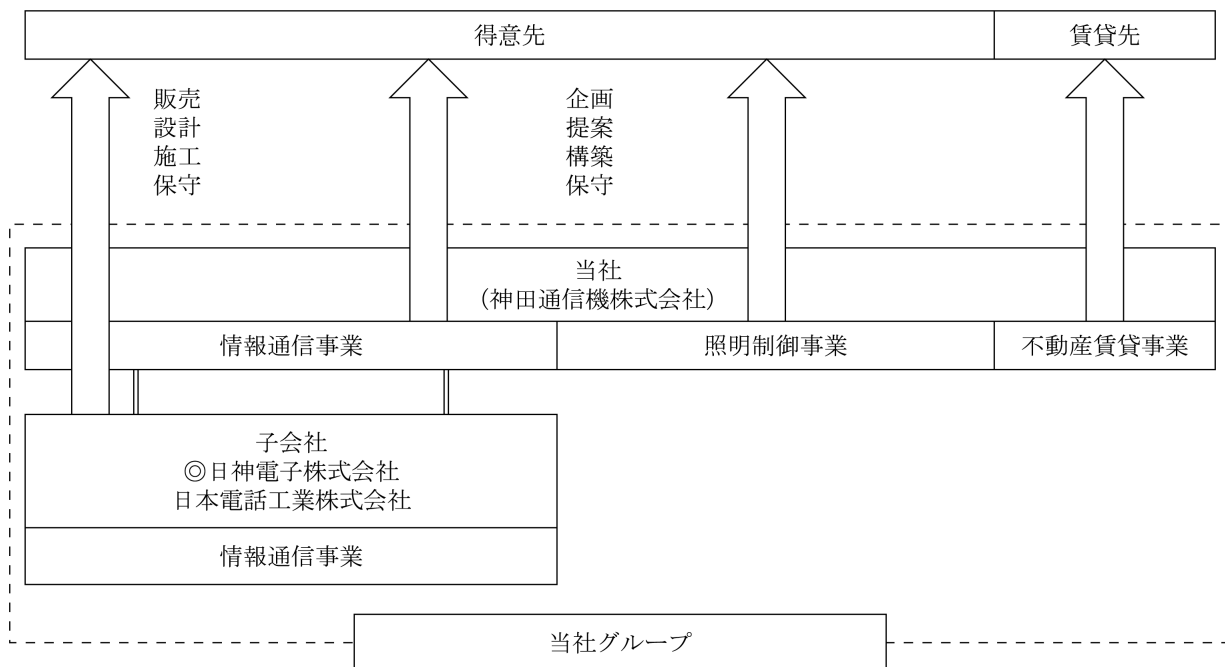 得意先
賃貸先
販売
設計
施工
保守
企画
提案
構築
保守
当社
（神田通信機株式会社）
情報通信事業
照明制御事業
不動産賃貸事業
子会社
◎日神電子株式会社
日本電話工業株式会社
情報通信事業
当社グループ